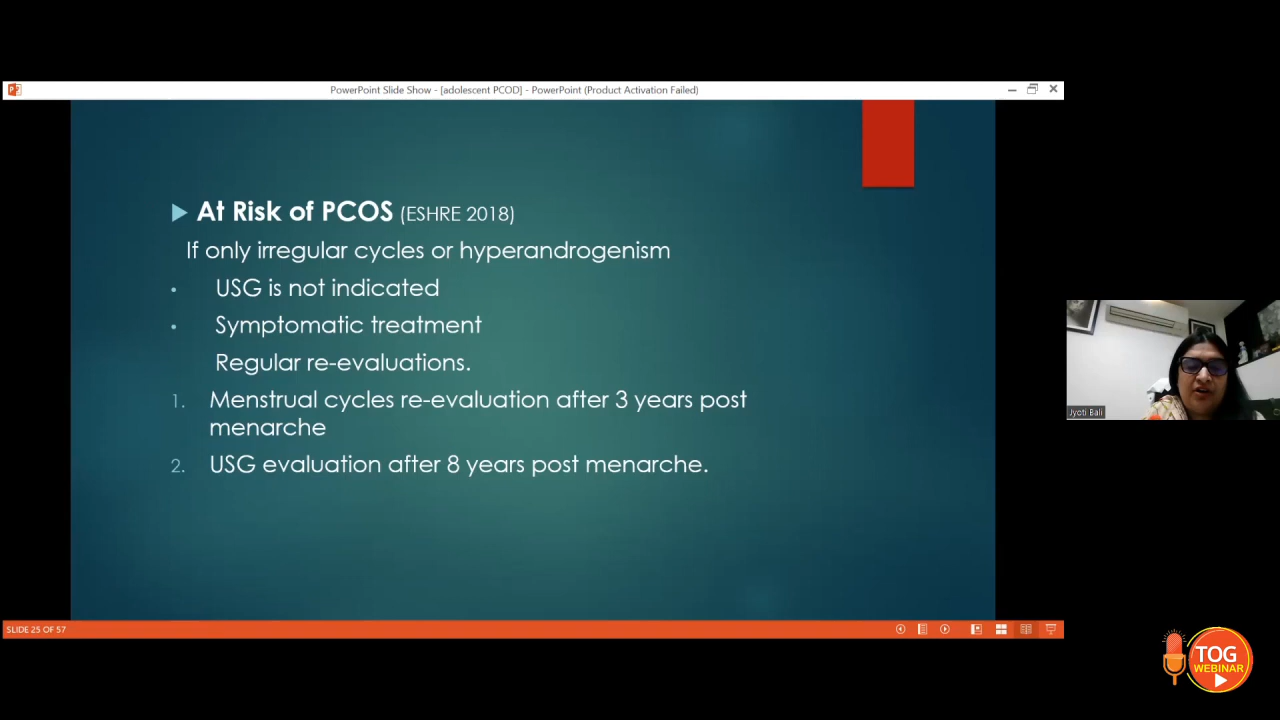 PowerPoint Slide Show - [adolescent PCOD] - PowerPoint (Product Activation Failed)
At Risk of PCOS (ESHRE 2018)
If only irregular cycles or hyperandrogenism
• USG is not indicated
• Symptomatic treatment
Regular re-evaluations.
1. Menstrual cycles re-evaluation after 3 years post
menarche
2. USG evaluation after 8 years post menarche.
Jyoti Bali
SLIDE 25 OF 57
TOG
WEBINAR